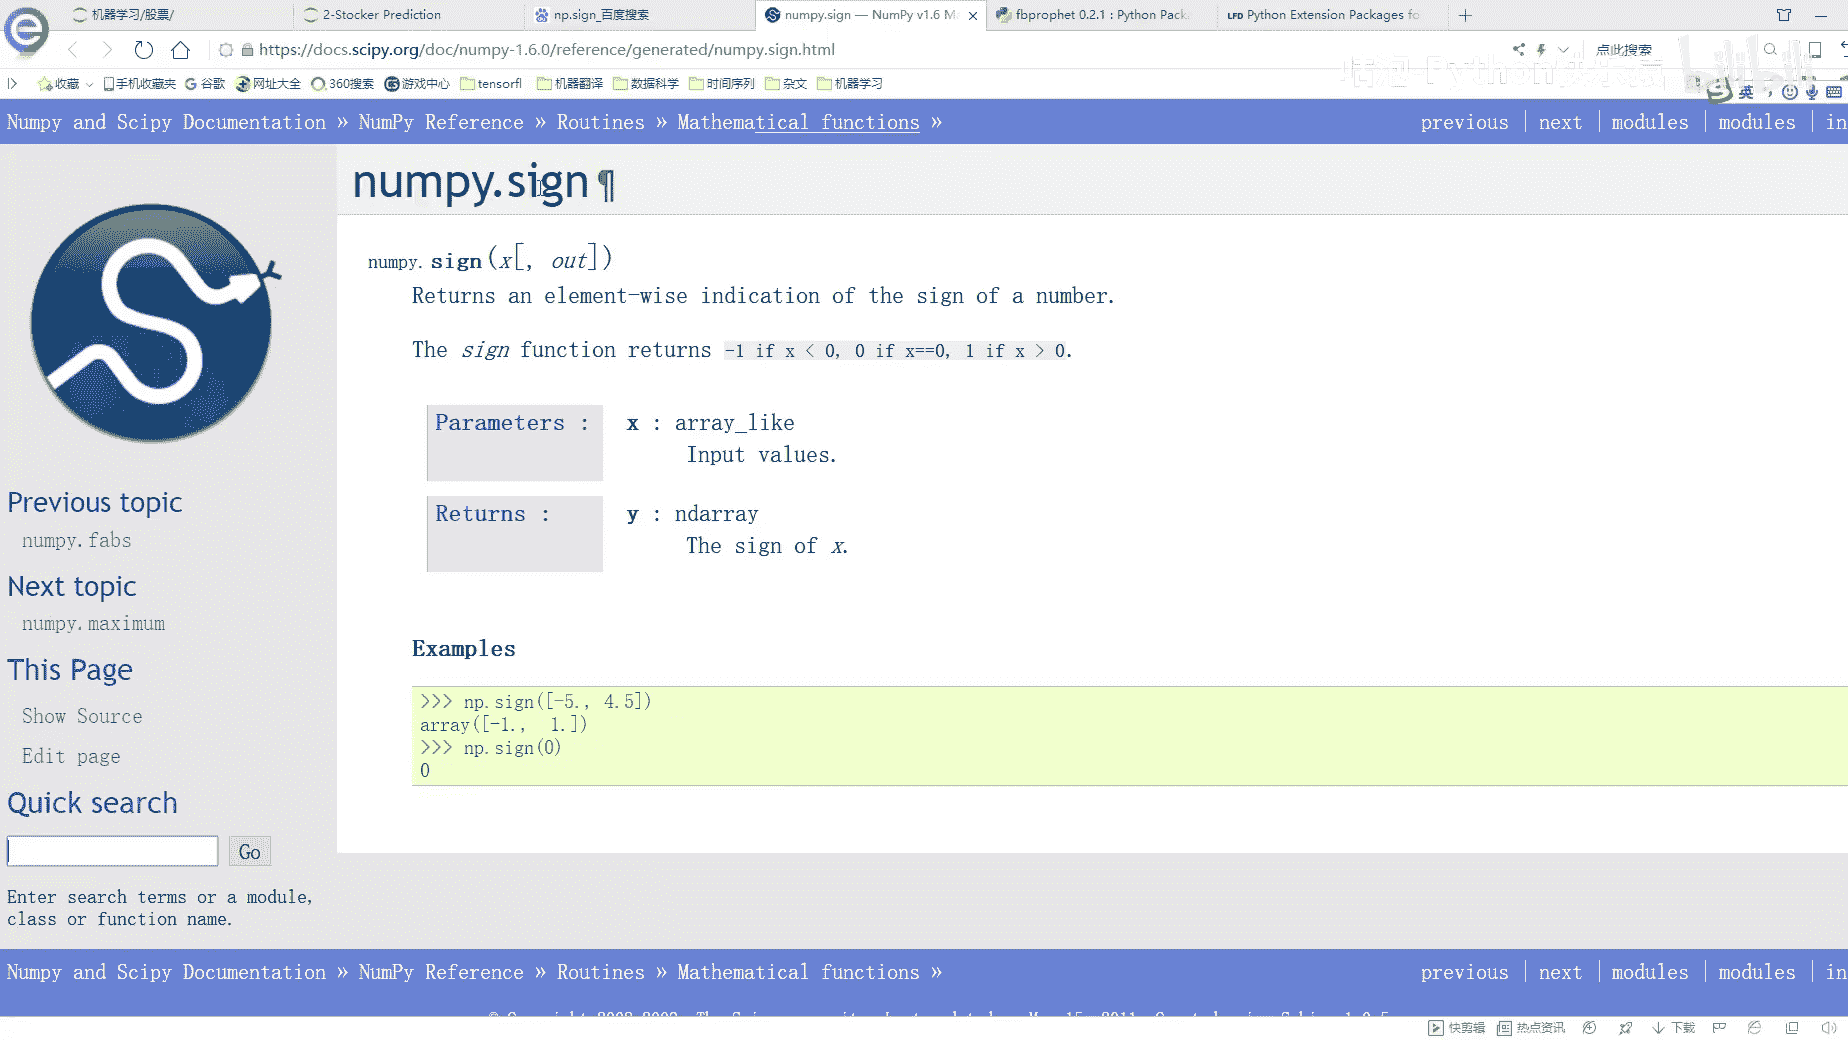 机器学习/股票/
2-Stocker Prediction
np.sign_百度搜索
numpy.sign — NumPy v1.6 M
fbprophet 0.2.1 : Python Pack
LFD Python Extension Packages fo
https://docs.scipy.org/doc/numpy-1.6.0/reference/generated/numpy.sign.html
点此搜索
收藏 手机收藏夹 谷歌 网址大全 360搜索 游戏中心 tensorfl 机器翻译 数据科学 时间序列 杂文 机器学习
英
Numpy and Scipy Documentation » NumPy Reference » Routines » Mathematical functions »
previous | next | modules | modules | in
numpy.sign¶
numpy.sign(x[, out])
Returns an element-wise indication of the sign of a number.
The sign function returns -1 if x < 0, 0 if x==0, 1 if x > 0.
Parameters : x : array_like
Input values.
Returns : y : ndarray
The sign of x.
Examples
>>> np.sign([-5., 4.5])
array([-1.,  1.])
>>> np.sign(0)
0
Previous topic
numpy.fabs
Next topic
numpy.maximum
This Page
Show Source
Edit page
Quick search
Go
Enter search terms or a module,
class or function name.
Numpy and Scipy Documentation » NumPy Reference » Routines » Mathematical functions »
previous | next | modules | modules | in
快剪辑 热点资讯 下载